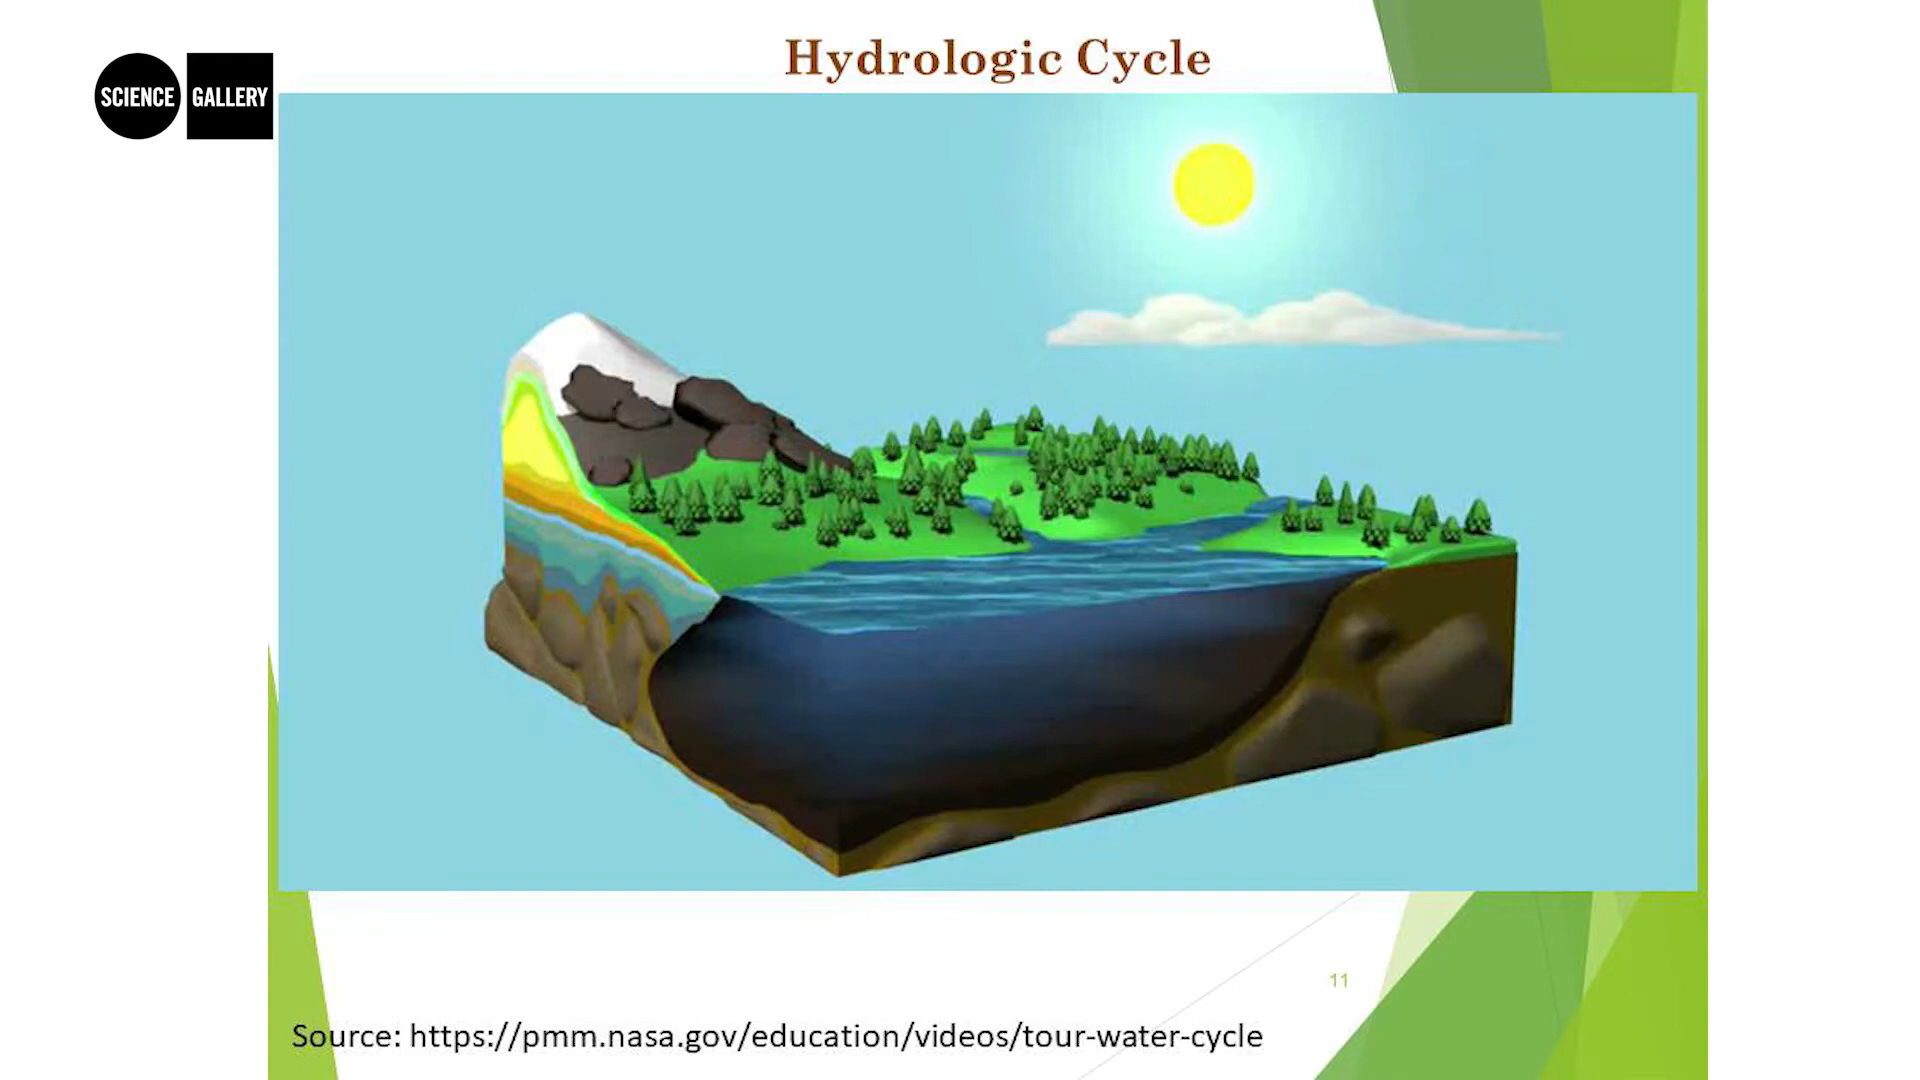 Hydrologic Cycle
SCIENCE GALLERY
11
Source: https://pmm.nasa.gov/education/videos/tour-water-cycle